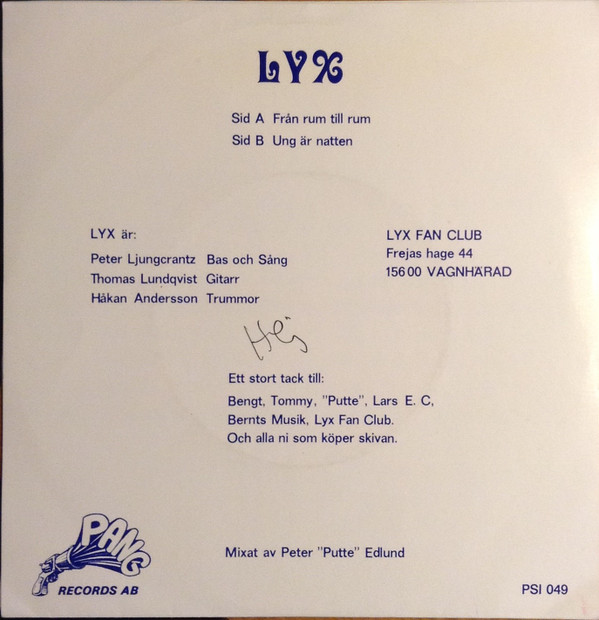 LYX
Sid A Från rum till rum
Sid B Ung är natten
LYX är:
Peter Ljungcrantz Bas och Sång
Thomas Lundqvist Gitarr
Håkan Andersson Trummor
LYX FAN CLUB
Frejas hage 44
15600 VAGNHÄRAD
Hej
Ett stort tack till:
Bengt, Tommy, "Putte", Lars E. C,
Bernts Musik, Lyx Fan Club.
Och alla ni som köper skivan.
Mixat av Peter "Putte" Edlund
PANG
RECORDS AB
PSI 049